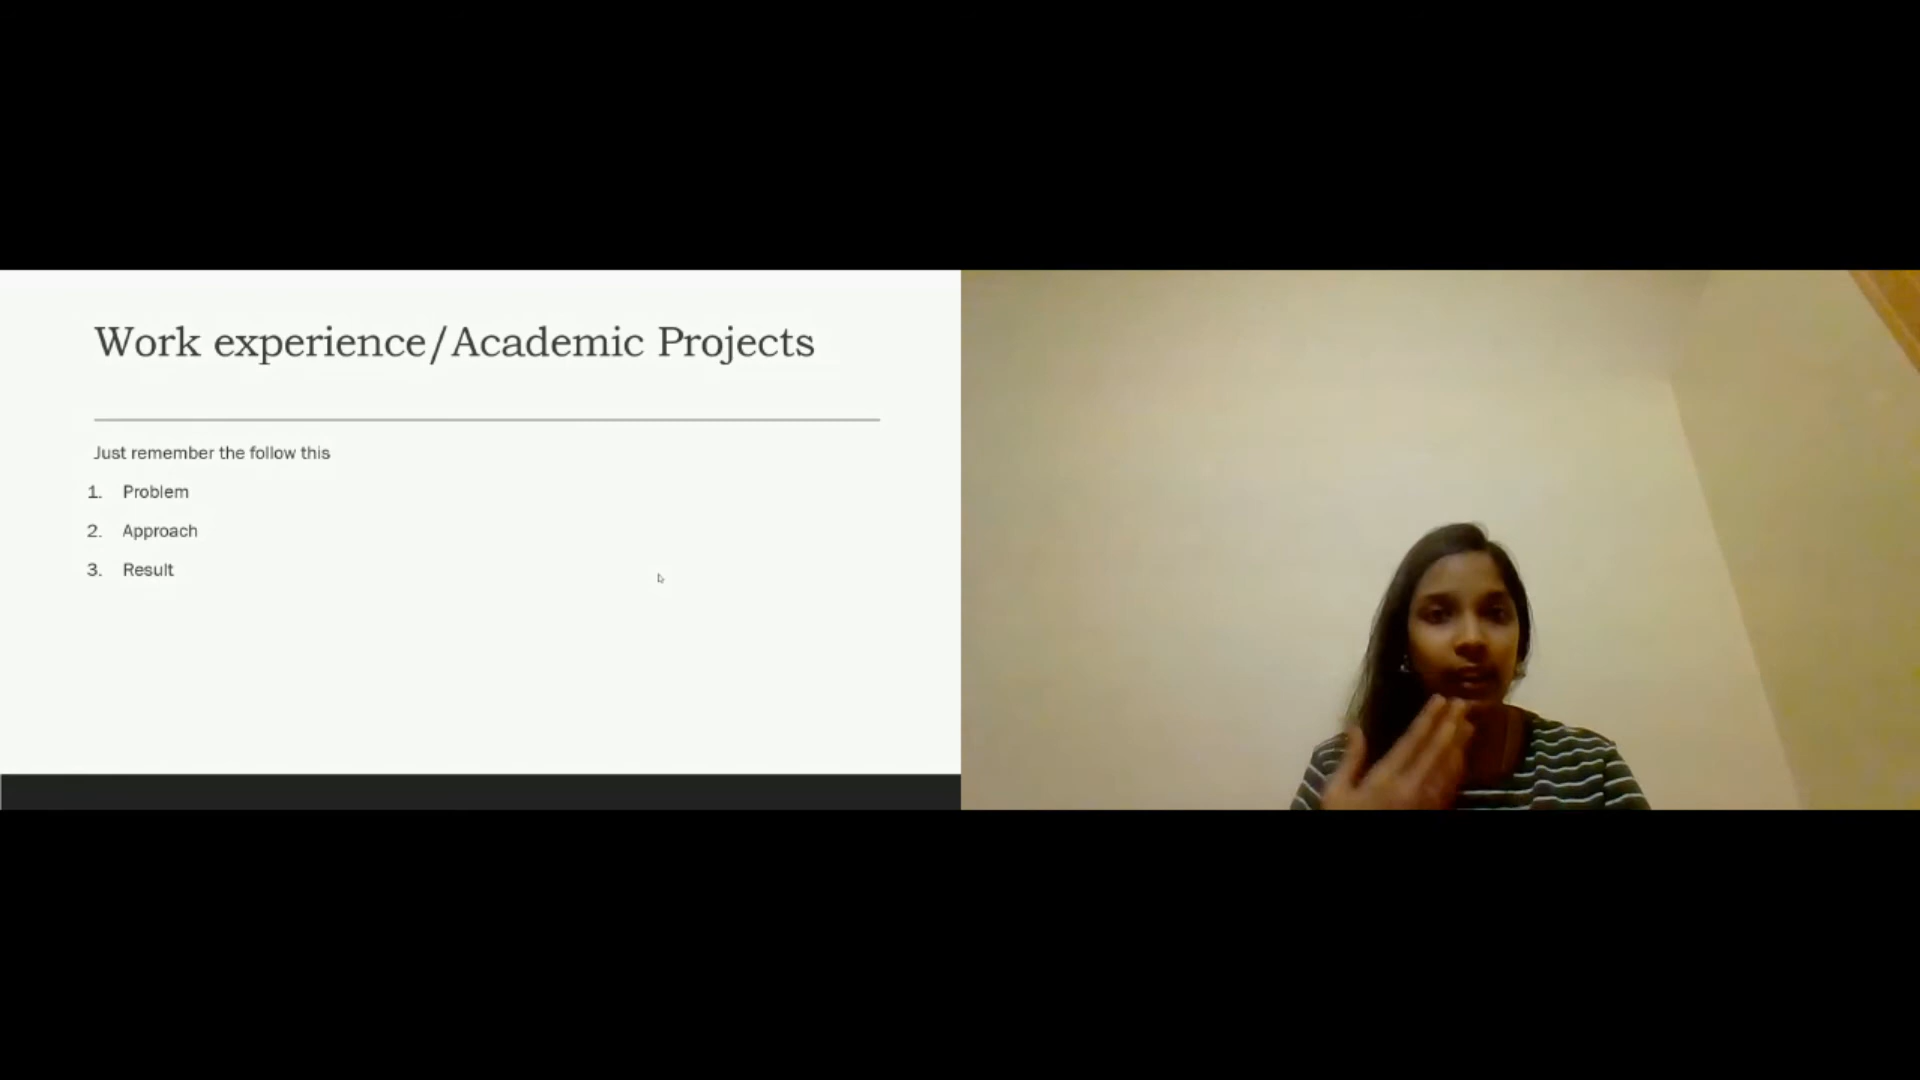 Work experience/Academic Projects
Just remember the follow this
1. Problem
2. Approach
3. Result